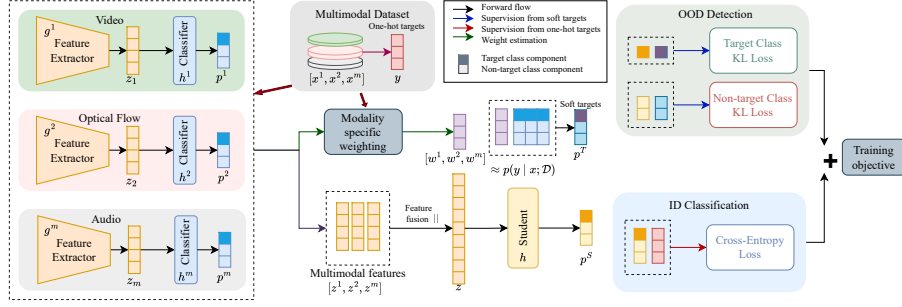 Video
g¹
Feature
Extractor
z₁
Classifier
h¹
p¹
Optical Flow
g²
Feature
Extractor
z₂
Classifier
h²
p²
Audio
gᵐ
Feature
Extractor
zₘ
Classifier
hᵐ
pᵐ
Multimodal Dataset
One-hot targets
[x¹, x², xᵐ]
y
Forward flow
Supervision from soft targets
Supervision from one-hot targets
Weight estimation
Target class component
Non-target class component
Modality
specific
weighting
[w¹, w², wᵐ]
Soft targets
≈ p(y | x; 𝒟)
pᵀ
Multimodal features
[z¹, z², zᵐ]
Feature
fusion ||
z
Student
h
pˢ
OOD Detection
Target Class
KL Loss
Non-target Class
KL Loss
+
Training
objective
ID Classification
Cross-Entropy
Loss